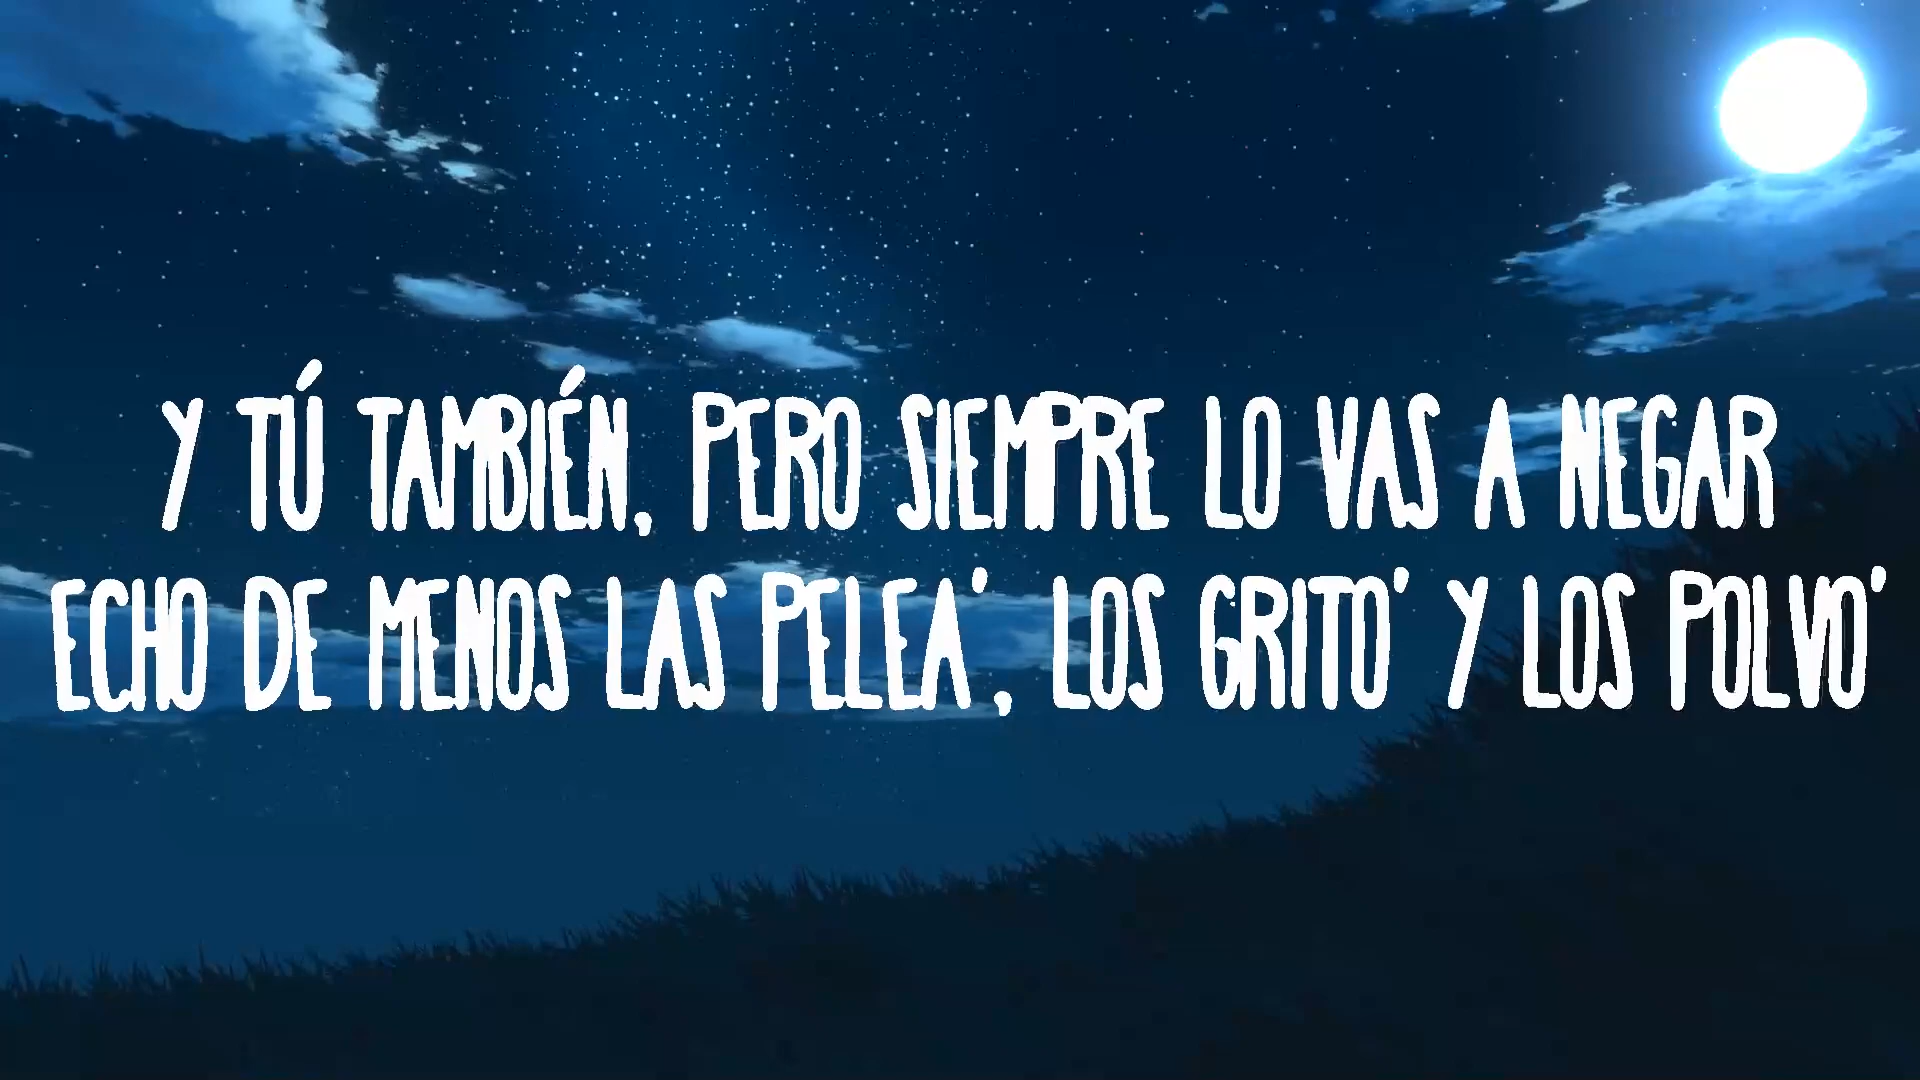 Y TÚ TAMBIÉN, PERO SIEMPRE LO VAS A NEGAR
ECHO DE MENOS LAS PELEA', LOS GRITO' Y LOS POLVO'